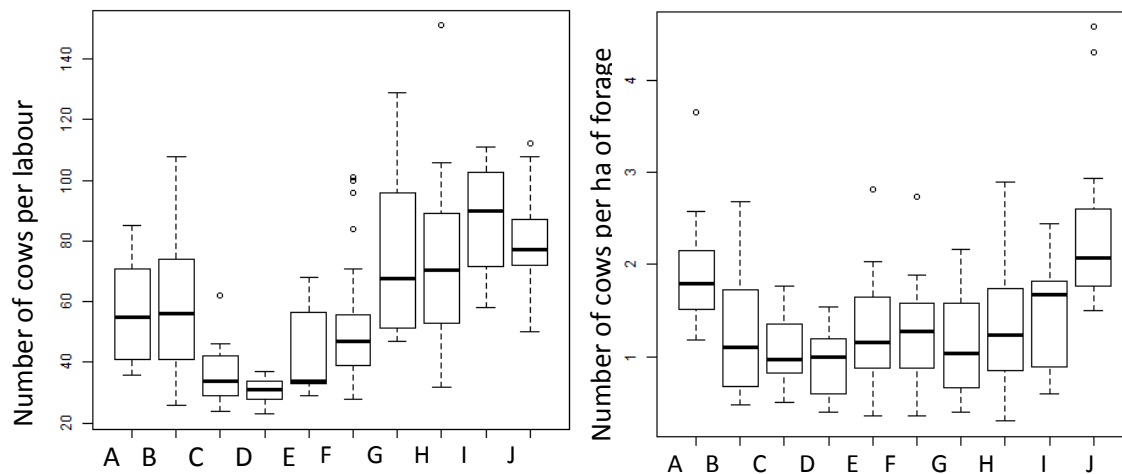 Number of cows per labour
140
120
100
80
60
40
20
A B C D E F G H I J
Number of cows per ha of forage
4
3
2
1
A B C D E F G H I J